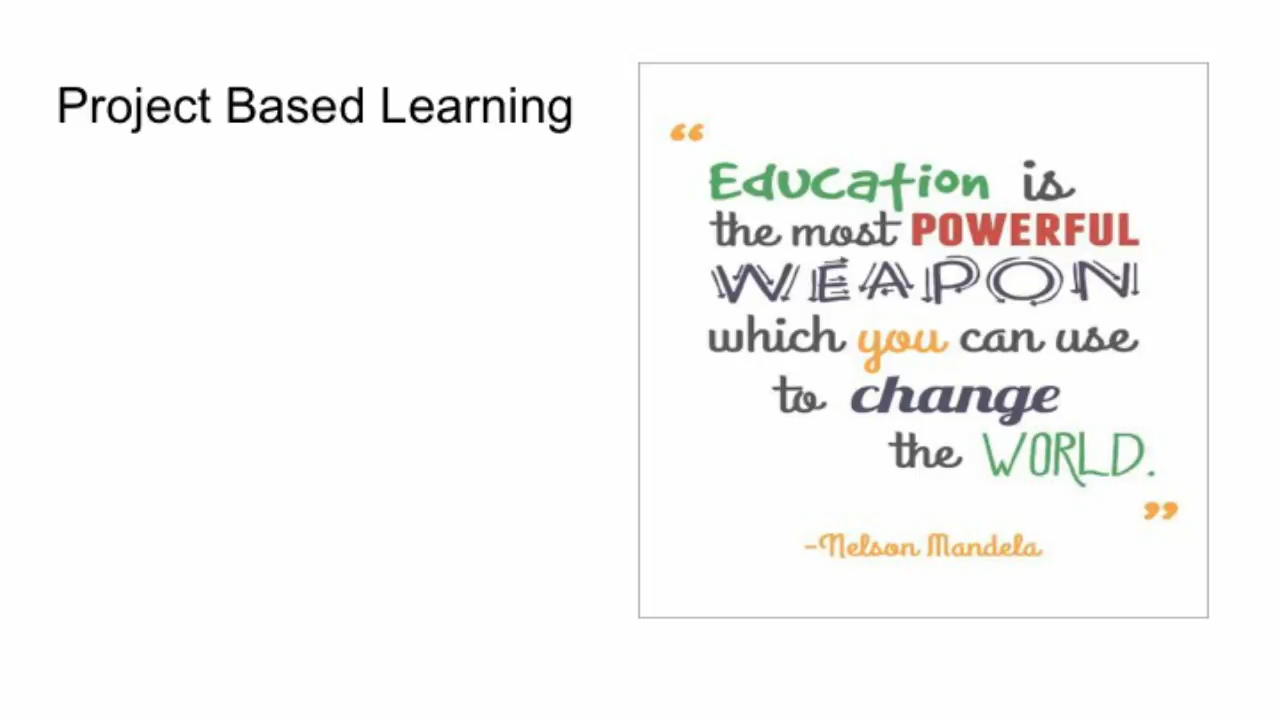 Project Based Learning
“
Education is
the most POWERFUL
WEAPON
which you can use
to change
the WORLD.
”
-Nelson Mandela